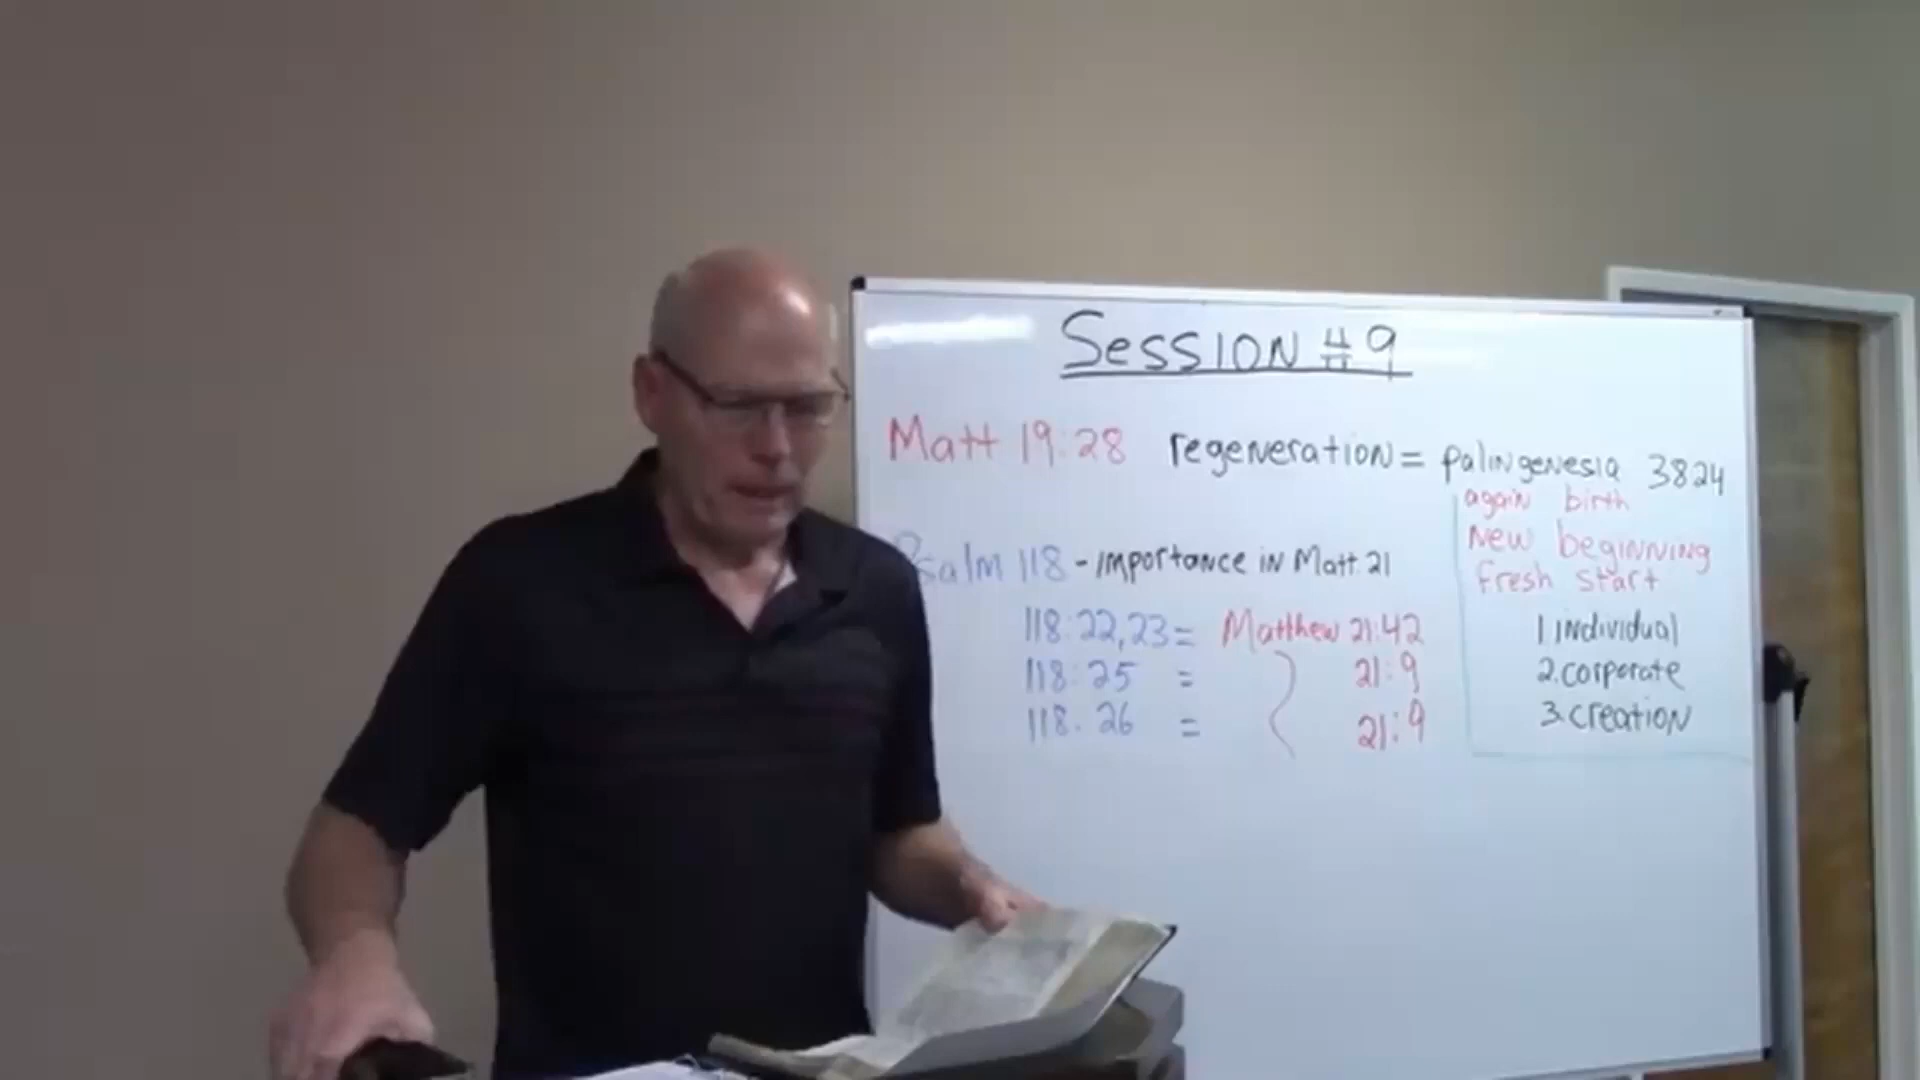 SeSSION #9
Matt 19:28 regeneration = palingenesia 3824
again birth
New beginning
fresh start
1 individual
2. corporate
3. creation
Psalm 118 - importance in Matt. 21
118:22,23 = Matthew 21:42
118:25 = 21:9
118:26 = 21:9